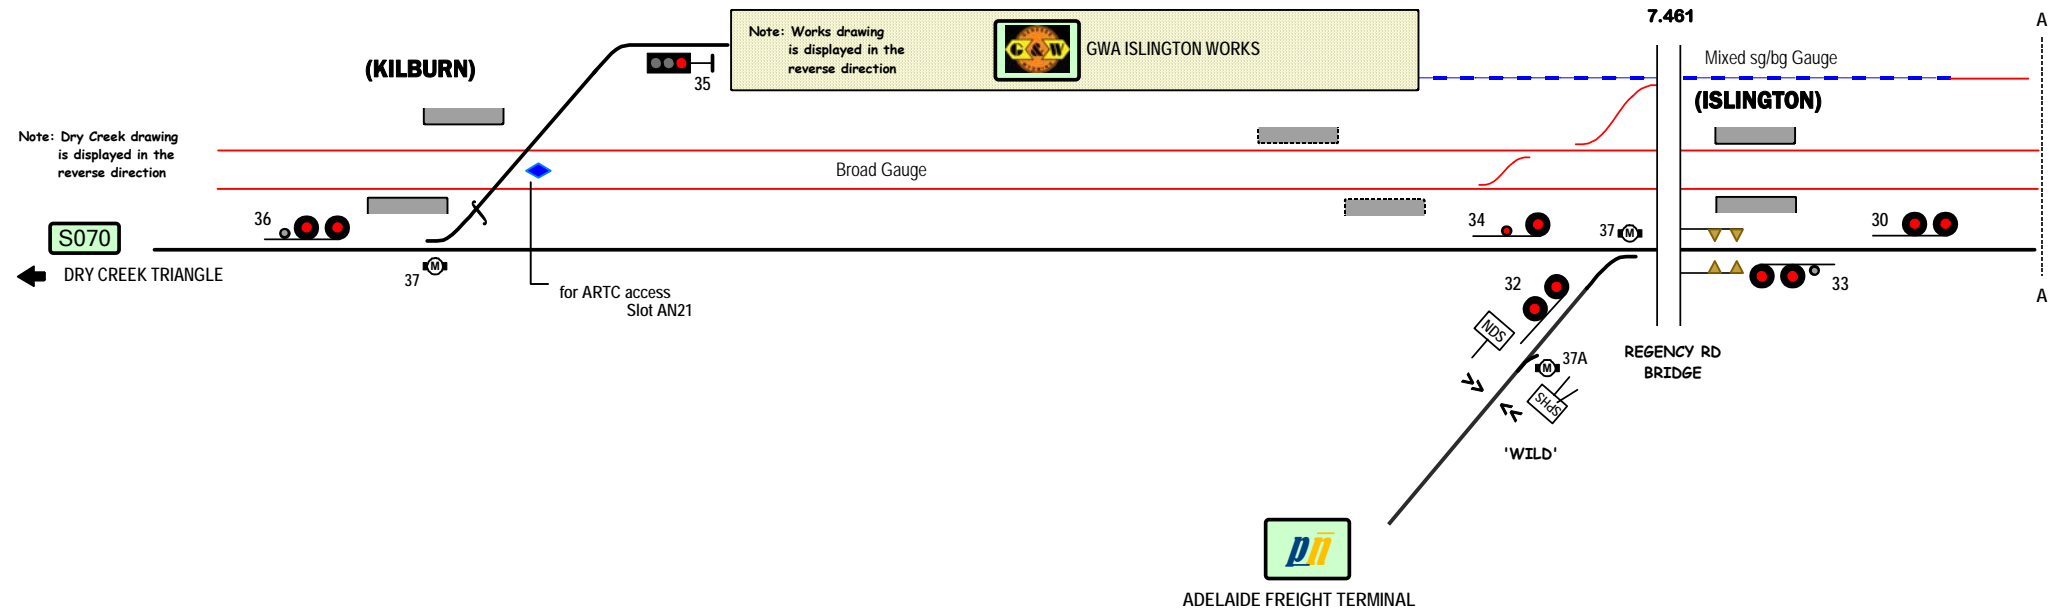 7.461
A
Note: Works drawing
is displayed in the
reverse direction
G&W
GWA ISLINGTON WORKS
Mixed sg/bg Gauge
(KILBURN)
35
(ISLINGTON)
Note: Dry Creek drawing
is displayed in the
reverse direction
Broad Gauge
36
34
37
M
30
S070
DRY CREEK TRIANGLE
37
M
for ARTC access
Slot AN21
32
33
A
NDS
37A
M
SPHS
REGENCY RD
BRIDGE
'WILD'
pn
ADELAIDE FREIGHT TERMINAL